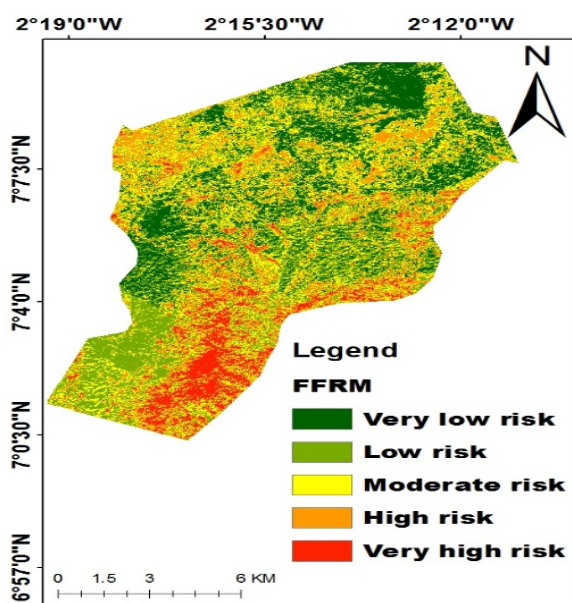 2°19'0"W 2°15'30"W 2°12'0"W
N
7°7'30"N
7°4'0"N
7°0'30"N
6°57'0"N
Legend
FFRM
Very low risk
Low risk
Moderate risk
High risk
Very high risk
0 1.5 3 6 KM